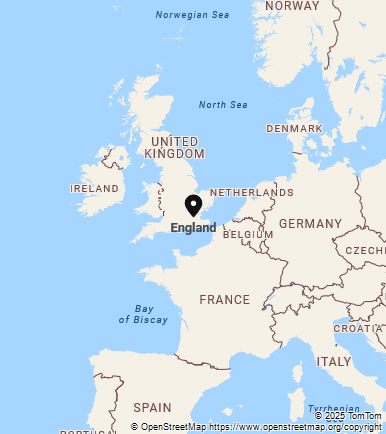 NORWAY
Norwegian Sea
North Sea
DENMARK
UNITED
KINGDOM
IRELAND
NETHERLANDS
England
GERMANY
BELGIUM
CZECHI
FRANCE
Bay
of Biscay
CROATIA
ITALY
SPAIN
Tyrrhenian
Sea
PORTUGAL
© 2025 TomTom
© OpenStreetMap https://www.openstreetmap.org/copyright